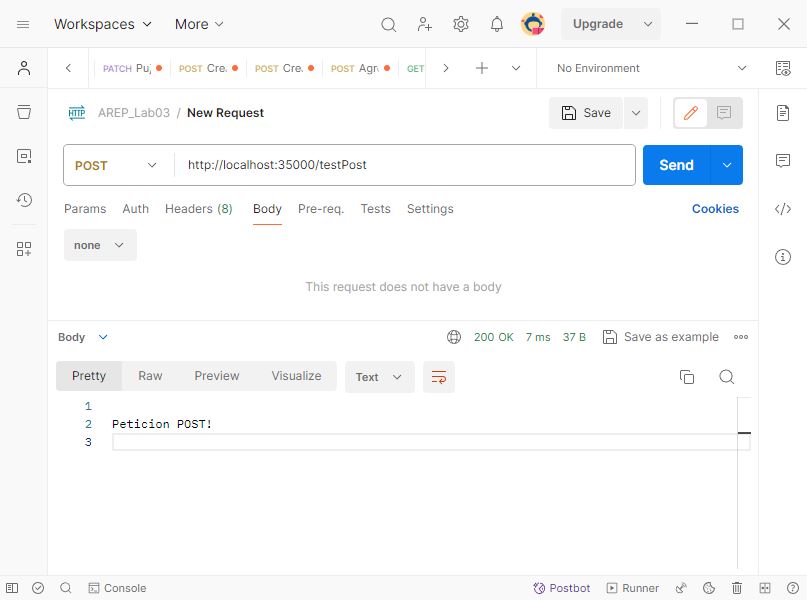 Workspaces More Upgrade
PATCH Pu POST Cre. POST Cre. POST Agr GET No Environment
HTTP AREP_Lab03 / New Request Save
POST http://localhost:35000/testPost Send
Params Auth Headers (8) Body Pre-req. Tests Settings Cookies
none
This request does not have a body
Body 200 OK 7 ms 37 B Save as example
Pretty Raw Preview Visualize Text
1
2 Peticion POST!
3
Console Postbot Runner